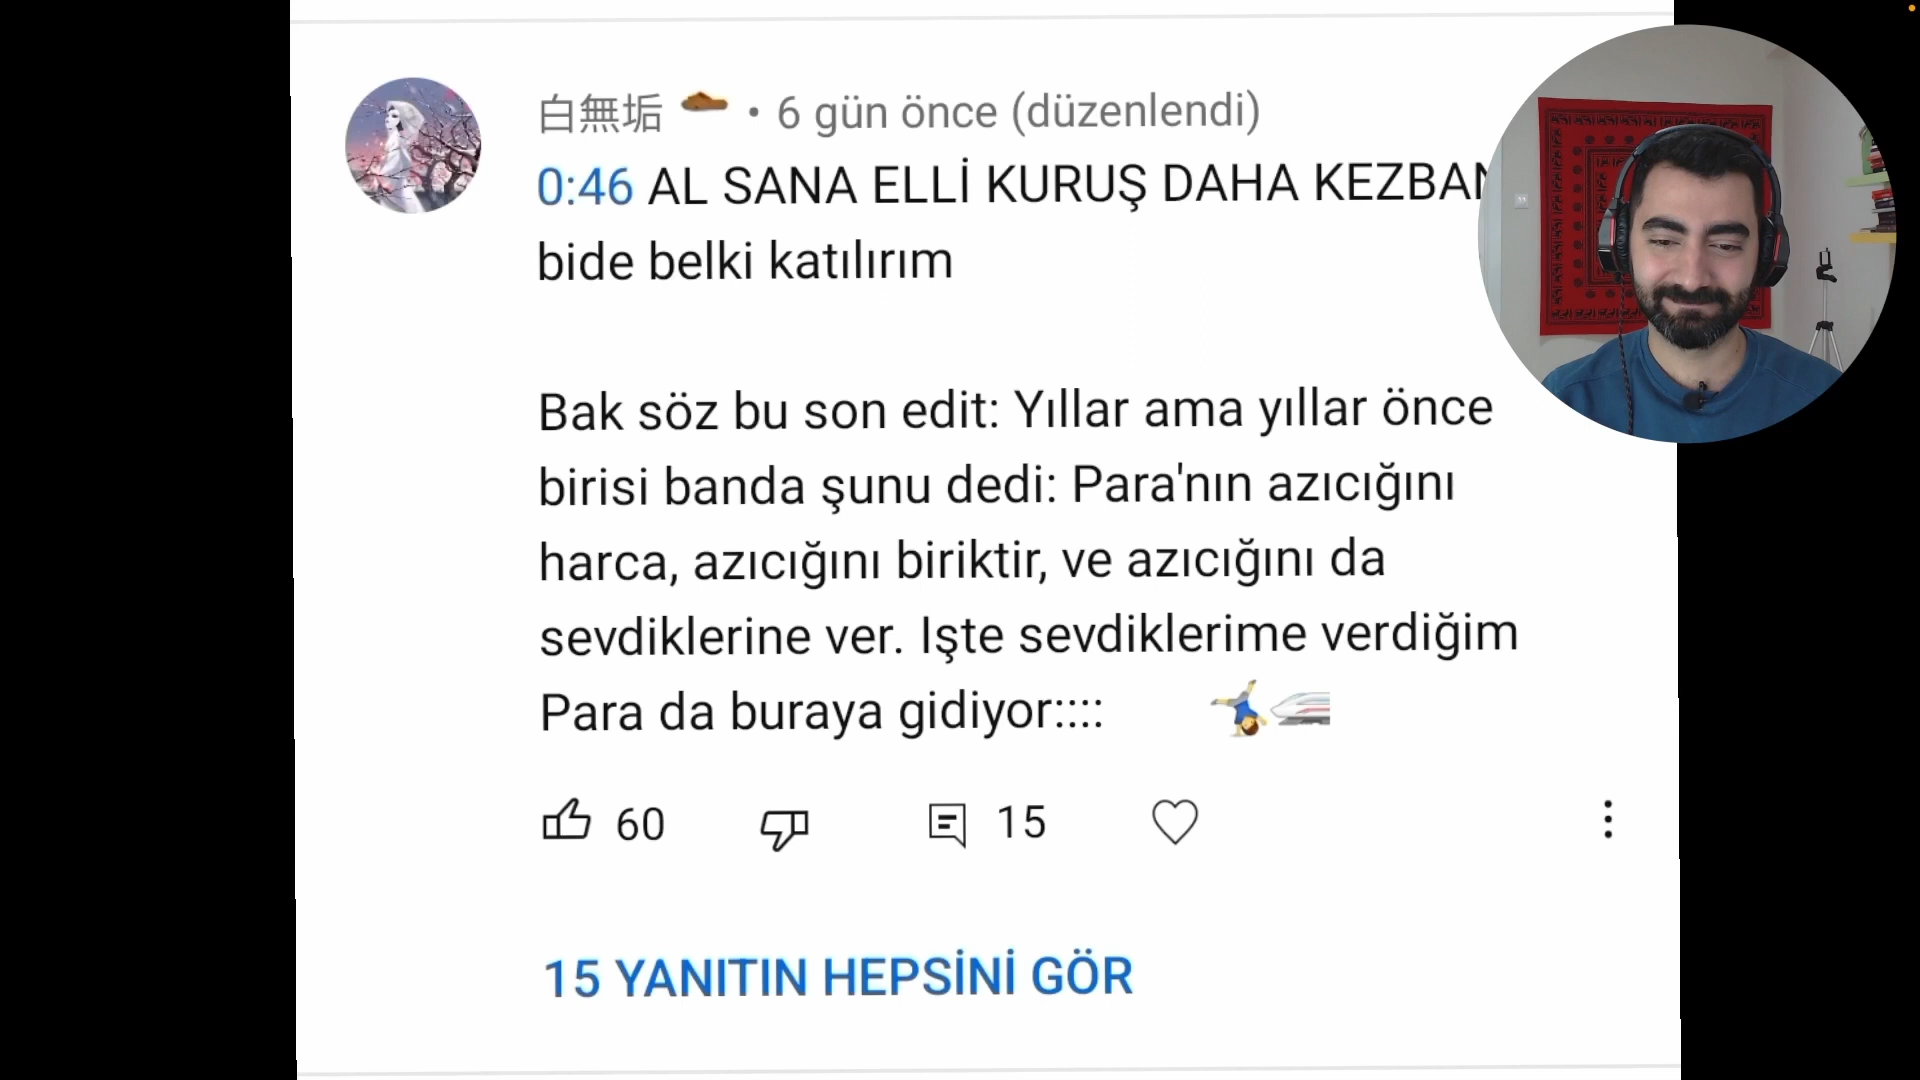 白無垢 • 6 gün önce (düzenlendi)
0:46 AL SANA ELLİ KURUŞ DAHA
bide belki katılırım
Bak söz bu son edit: Yıllar ama yıllar önce
birisi banda şunu dedi: Para'nın azıcığını
harca, azıcığını biriktir, ve azıcığını da
sevdiklerine ver. Işte sevdiklerime verdiğim
Para da buraya gidiyor::::
60
15
15 YANITIN HEPSİNİ GÖR